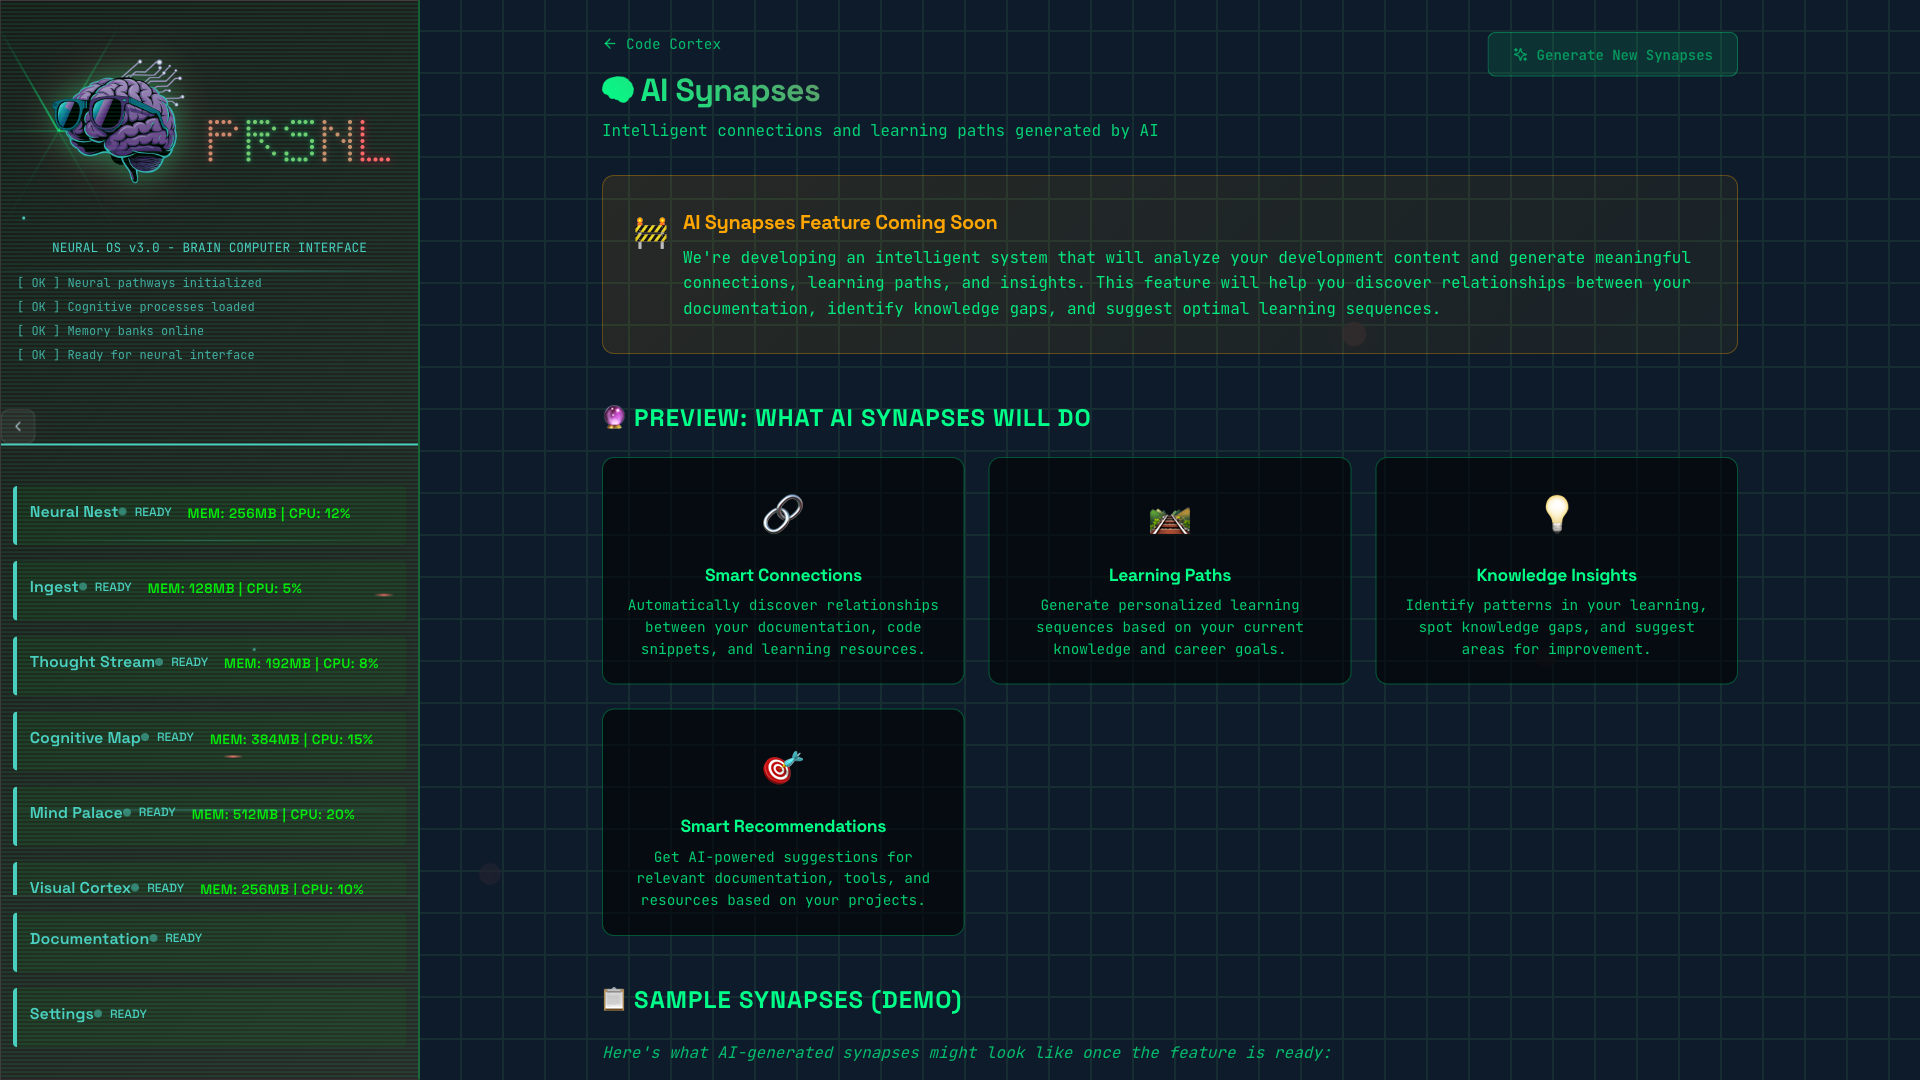 PRSNL
NEURAL OS v3.0 - BRAIN COMPUTER INTERFACE
[ OK ] Neural pathways initialized
[ OK ] Cognitive processes loaded
[ OK ] Memory banks online
[ OK ] Ready for neural interface
Neural Nest READY MEM: 256MB | CPU: 12%
Ingest READY MEM: 128MB | CPU: 5%
Thought Stream READY MEM: 192MB | CPU: 8%
Cognitive Map READY MEM: 384MB | CPU: 15%
Mind Palace READY MEM: 512MB | CPU: 20%
Visual Cortex READY MEM: 256MB | CPU: 10%
Documentation READY
Settings READY
← Code Cortex
AI Synapses
Intelligent connections and learning paths generated by AI
Generate New Synapses
AI Synapses Feature Coming Soon
We're developing an intelligent system that will analyze your development content and generate meaningful
connections, learning paths, and insights. This feature will help you discover relationships between your
documentation, identify knowledge gaps, and suggest optimal learning sequences.
PREVIEW: WHAT AI SYNAPSES WILL DO
Smart Connections
Automatically discover relationships
between your documentation, code
snippets, and learning resources.
Learning Paths
Generate personalized learning
sequences based on your current
knowledge and career goals.
Knowledge Insights
Identify patterns in your learning,
spot knowledge gaps, and suggest
areas for improvement.
Smart Recommendations
Get AI-powered suggestions for
relevant documentation, tools, and
resources based on your projects.
SAMPLE SYNAPSES (DEMO)
Here's what AI-generated synapses might look like once the feature is ready: